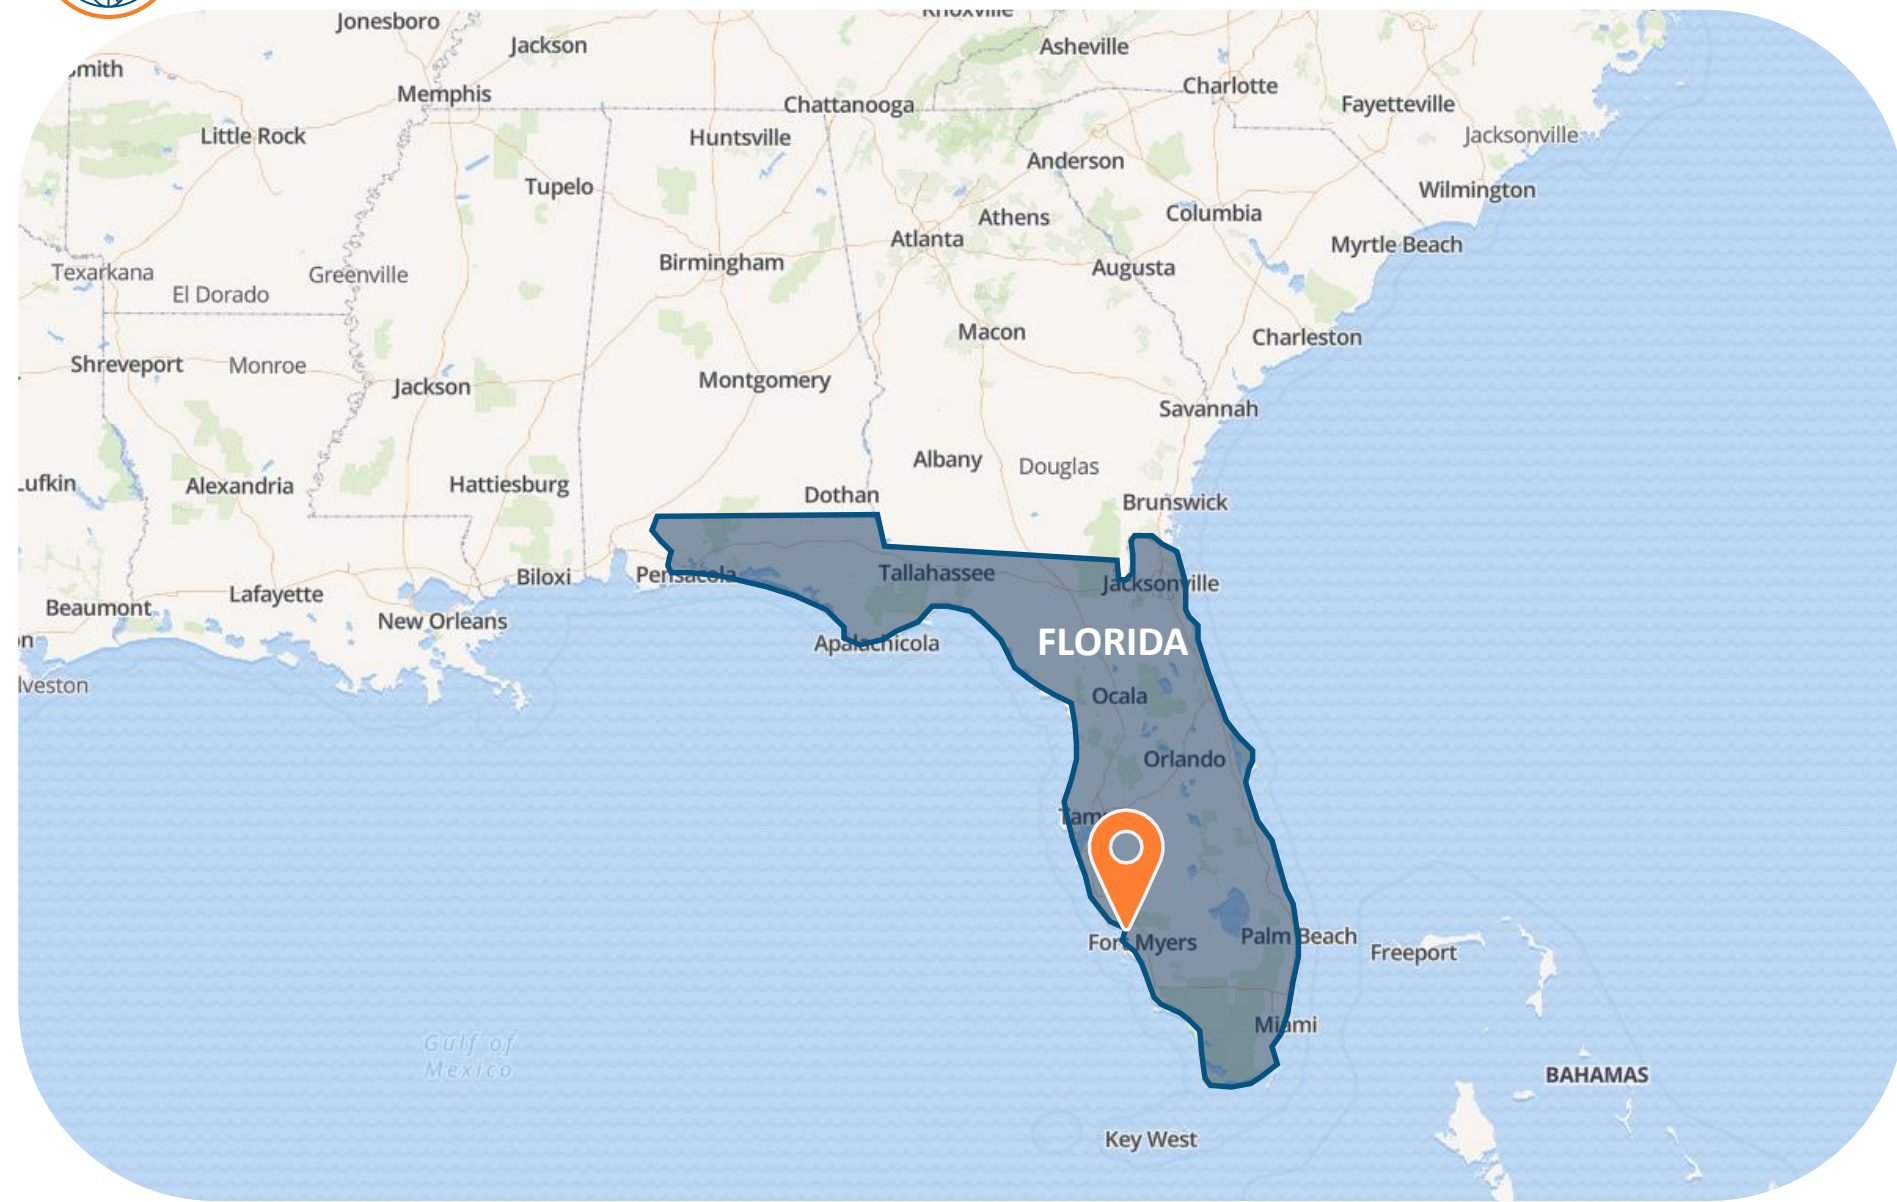 Jonesboro
Knoxville
Jackson
Asheville
smith
Memphis
Charlotte
Chattanooga
Fayetteville
Little Rock
Huntsville
Jacksonville
Anderson
Tupelo
Wilmington
Athens
Columbia
Atlanta
Myrtle Beach
Birmingham
Augusta
Texarkana
Greenville
El Dorado
Macon
Charleston
Shreveport
Monroe
Jackson
Montgomery
Savannah
Albany
Douglas
Lufkin
Alexandria
Hattiesburg
Dothan
Brunswick
Biloxi
Pensacola
Tallahassee
Jacksonville
Lafayette
Beaumont
New Orleans
FLORIDA
Apalachicola
lveston
Ocala
Orlando
Tam
Fort Myers
Palm Beach
Freeport
Miami
Gulf of
Mexico
BAHAMAS
Key West